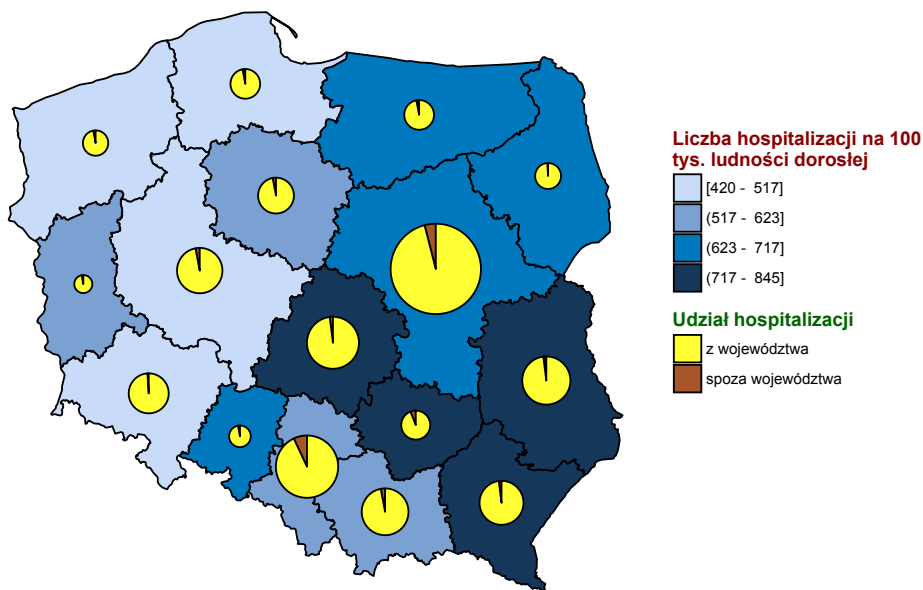 Liczba hospitalizacji na 100
tys. ludności dorosłej
[420 - 517]
(517 - 623]
(623 - 717]
(717 - 845]
Udział hospitalizacji
z województwa
spoza województwa